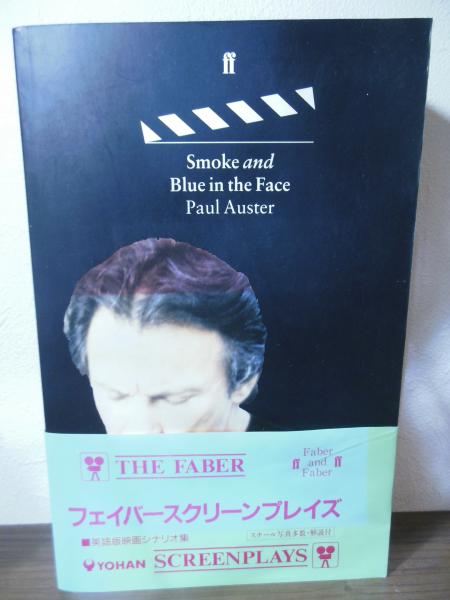 ff
Smoke and
Blue in the Face
Paul Auster
THE FABER
Faber
ff and ff
Faber
フェイバースクリーンプレイズ
■英語版映画シナリオ集
スチール写真多数・解説付
YOHAN SCREENPLAYS